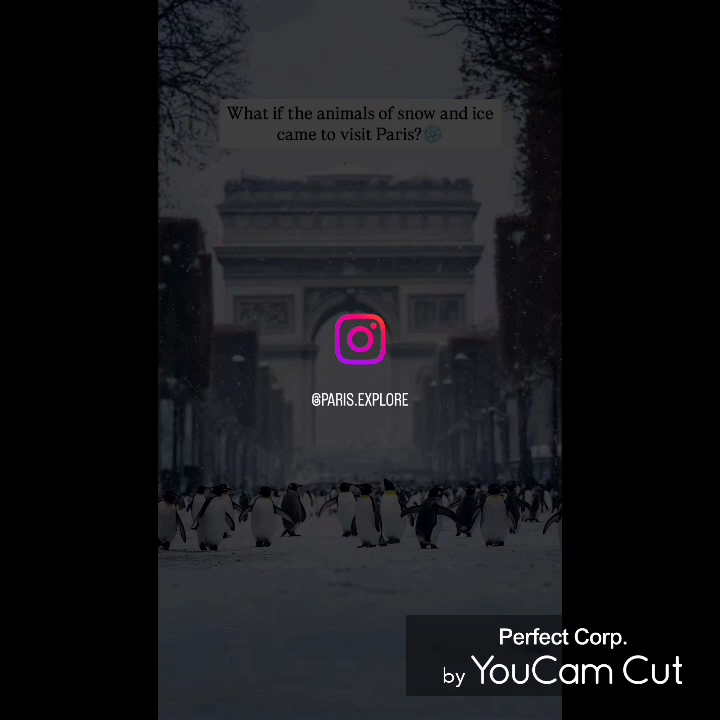 What if the animals of snow and ice
came to visit Paris?❄️
@PARIS.EXPLORE
Perfect Corp.
by YouCam Cut